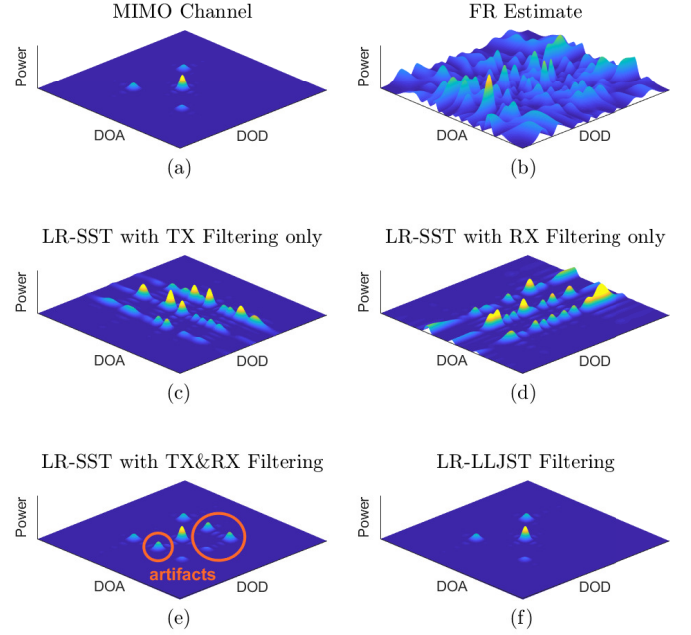 MIMO Channel
FR Estimate
Power
DOA
DOD
(a)
Power
DOA
DOD
(b)
LR-SST with TX Filtering only
LR-SST with RX Filtering only
Power
DOA
DOD
(c)
Power
DOA
DOD
(d)
LR-SST with TX&RX Filtering
LR-LLJST Filtering
Power
artifacts
DOA
DOD
(e)
Power
DOA
DOD
(f)